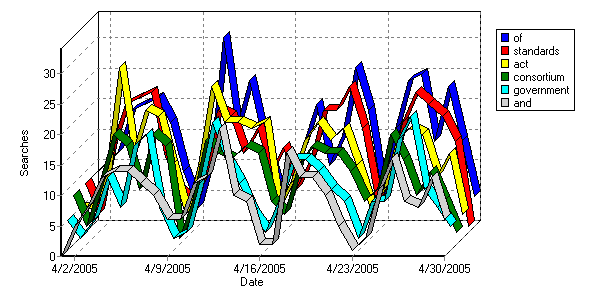 of
standards
act
consortium
government
and
Searches
30
25
20
15
10
5
0
4/2/2005
4/9/2005
4/16/2005
4/23/2005
4/30/2005
Date